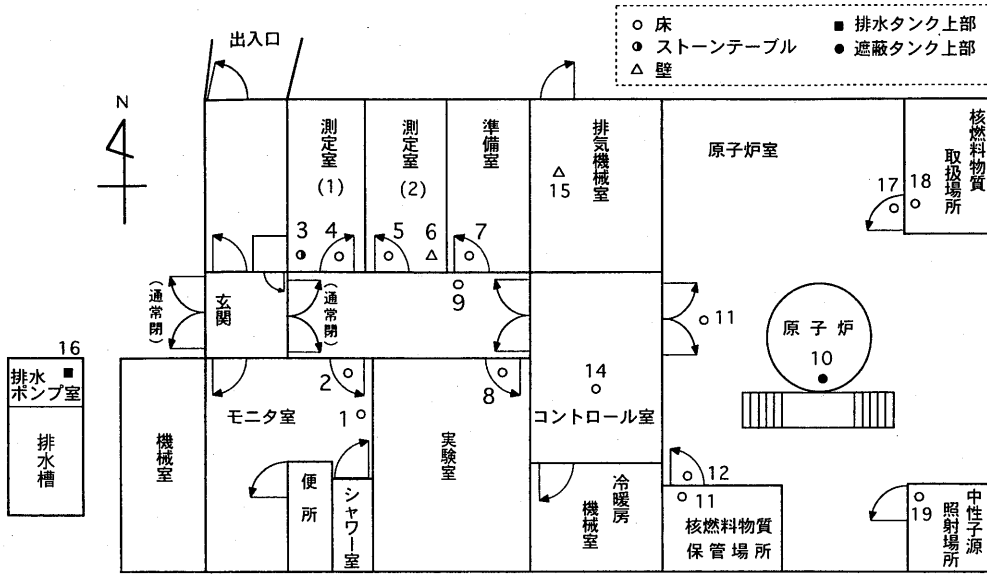 ○ 床
◑ ストーンテーブル
△ 壁
■ 排水タンク上部
● 遮蔽タンク上部
出入口
N
測定室
(1)
測定室
(2)
準備室
排気機械室
15
原子炉室
核燃料物質
取扱場所
17
18
3
4
5
6
7
9
玄関
(通常閉)
(通常閉)
11
原子炉
10
16
排水
ポンプ室
排水槽
機械室
モニタ室
2
1
便所
シャワー室
8
実験室
14
コントロール室
冷暖房
機械室
12
11
核燃料物質
保管場所
19
中性子源
照射場所